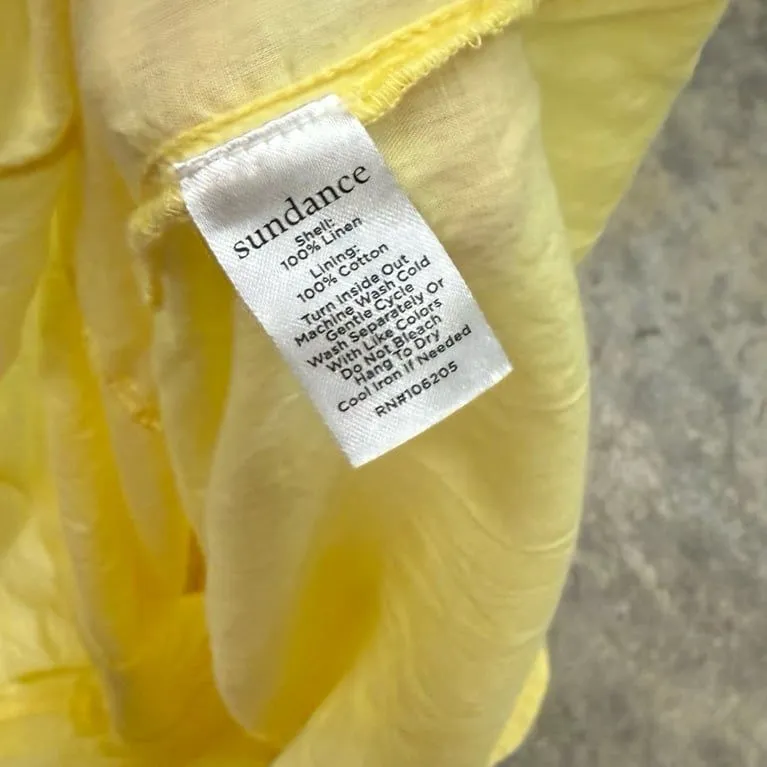 sundance
Shell:
100% Linen
Lining:
100% Cotton
Turn Inside Out
Machine Wash Cold
Gentle Cycle
Wash Separately Or
With Like Colors
Do Not Bleach
Hang To Dry
Cool Iron If Needed
RN#106205